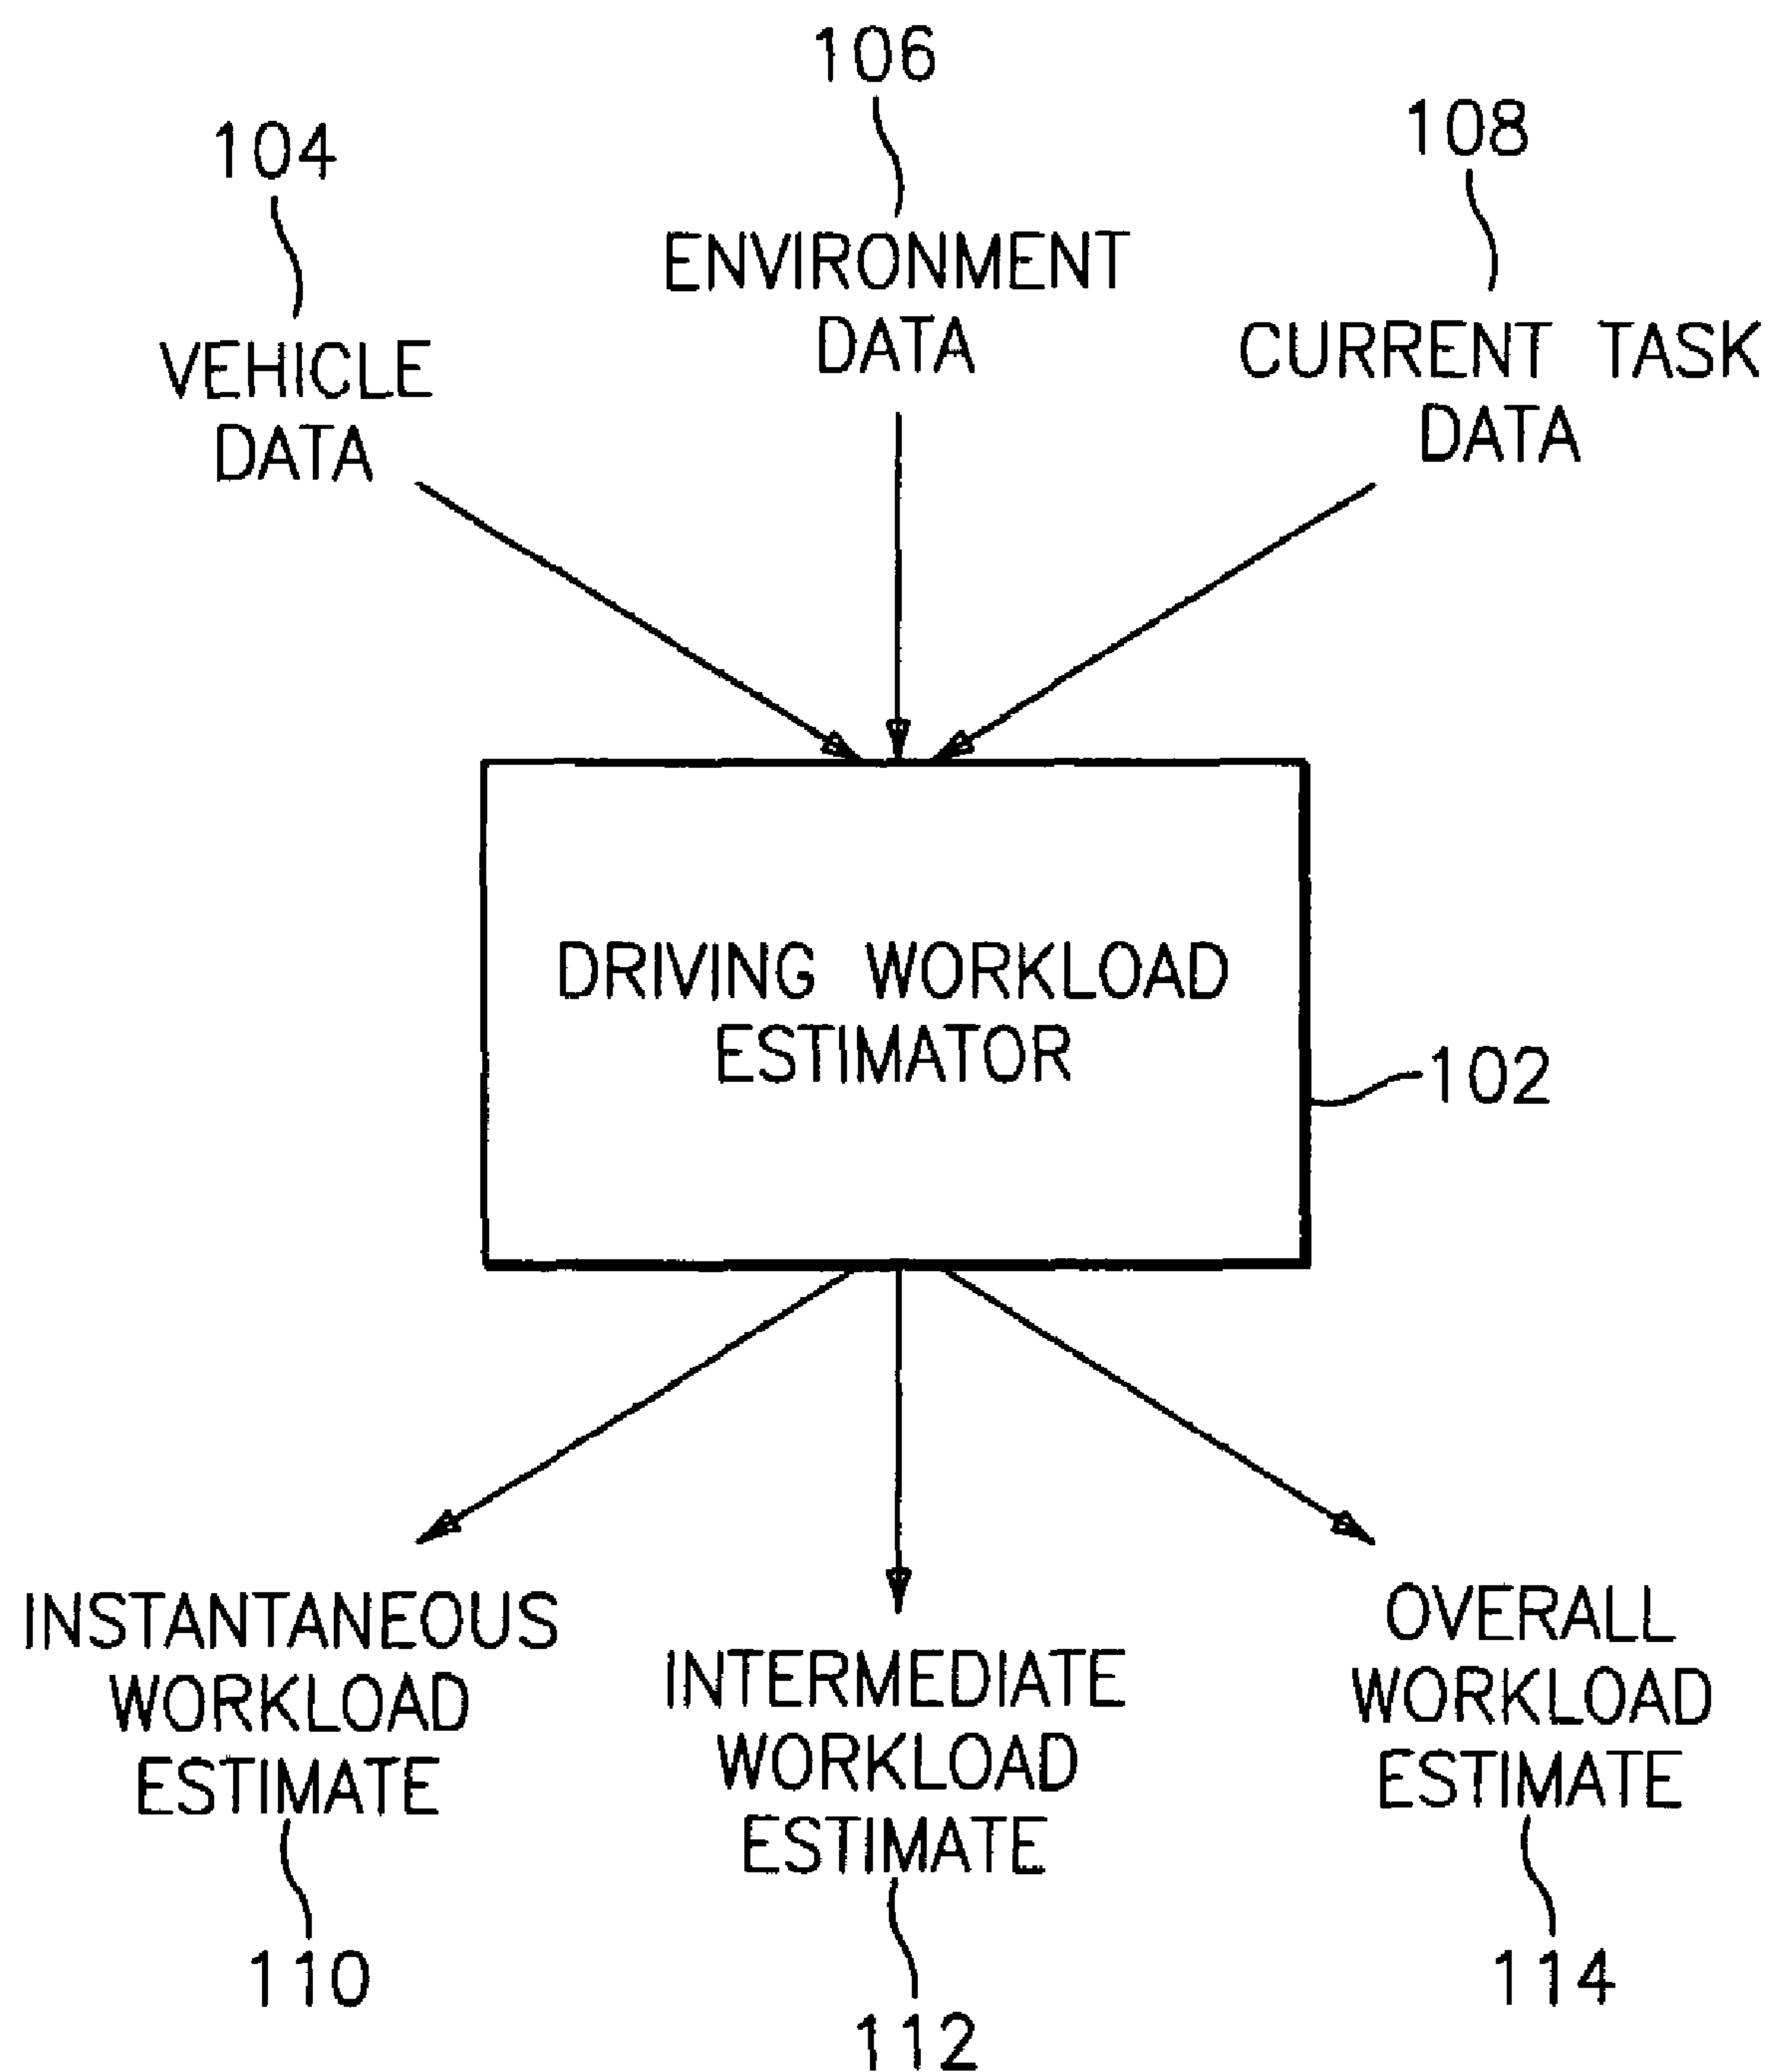 106
104
108
ENVIRONMENT
DATA
VEHICLE
DATA
CURRENT TASK
DATA
DRIVING WORKLOAD
ESTIMATOR
102
INSTANTANEOUS
WORKLOAD
ESTIMATE
110
INTERMEDIATE
WORKLOAD
ESTIMATE
112
OVERALL
WORKLOAD
ESTIMATE
114